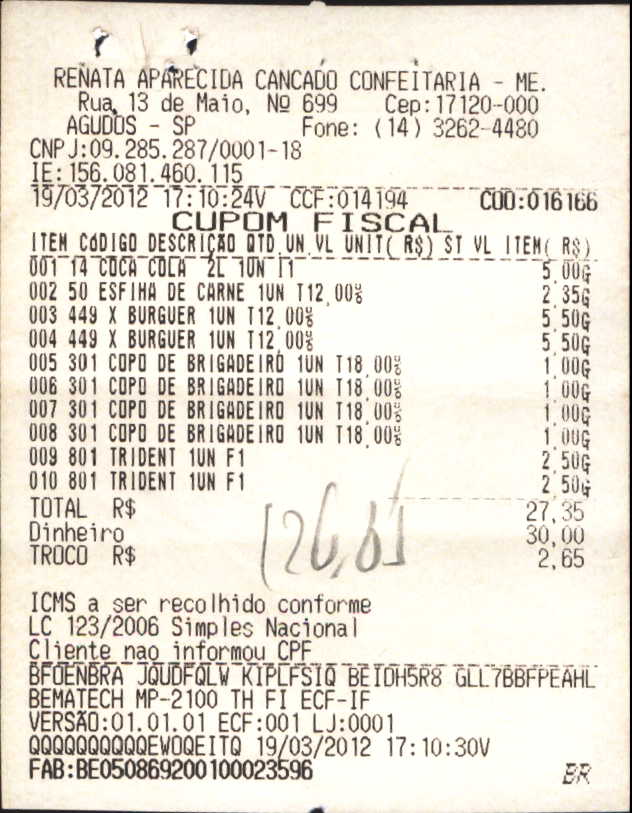 RENATA APARECIDA CANCADO CONFEITARIA - ME.
Rua 13 de Maio, Nº 699 Cep:17120-000
AGUDOS - SP Fone: (14) 3262-4480
CNPJ:09.285.287/0001-18
IE:156.081.460.115
19/03/2012 17:10:24V CCF:014194 COO:016166
CUPOM FISCAL
ITEM CÓDIGO DESCRIÇÃO QTD.UN.VL UNIT( R$) ST VL ITEM( R$)
001 14 COCA COLA 2L 1UN I1 5,00G
002 50 ESFIHA DE CARNE 1UN T12,00% 2,35G
003 449 X BURGUER 1UN T12,00% 5,50G
004 449 X BURGUER 1UN T12,00% 5,50G
005 301 COPO DE BRIGADEIRO 1UN T18,00% 1,00G
006 301 COPO DE BRIGADEIRO 1UN T18,00% 1,00G
007 301 COPO DE BRIGADEIRO 1UN T18,00% 1,00G
008 301 COPO DE BRIGADEIRO 1UN T18,00% 1,00G
009 801 TRIDENT 1UN F1 2,50G
010 801 TRIDENT 1UN F1 2,50G
TOTAL R$ 27,35
Dinheiro 30,00
TROCO R$ 2,65
ICMS a ser recolhido conforme
LC 123/2006 Simples Nacional
Cliente nao informou CPF
BFOENBRA JQUDFQLW KIPLFSIQ BEIDH5R8 GLL7BBFPEAHL
BEMATECH MP-2100 TH FI ECF-IF
VERSÃO:01.01.01 ECF:001 LJ:0001
QQQQQQQQQQEWOQEITQ 19/03/2012 17:10:30V
FAB:BE050869200100023596 BR